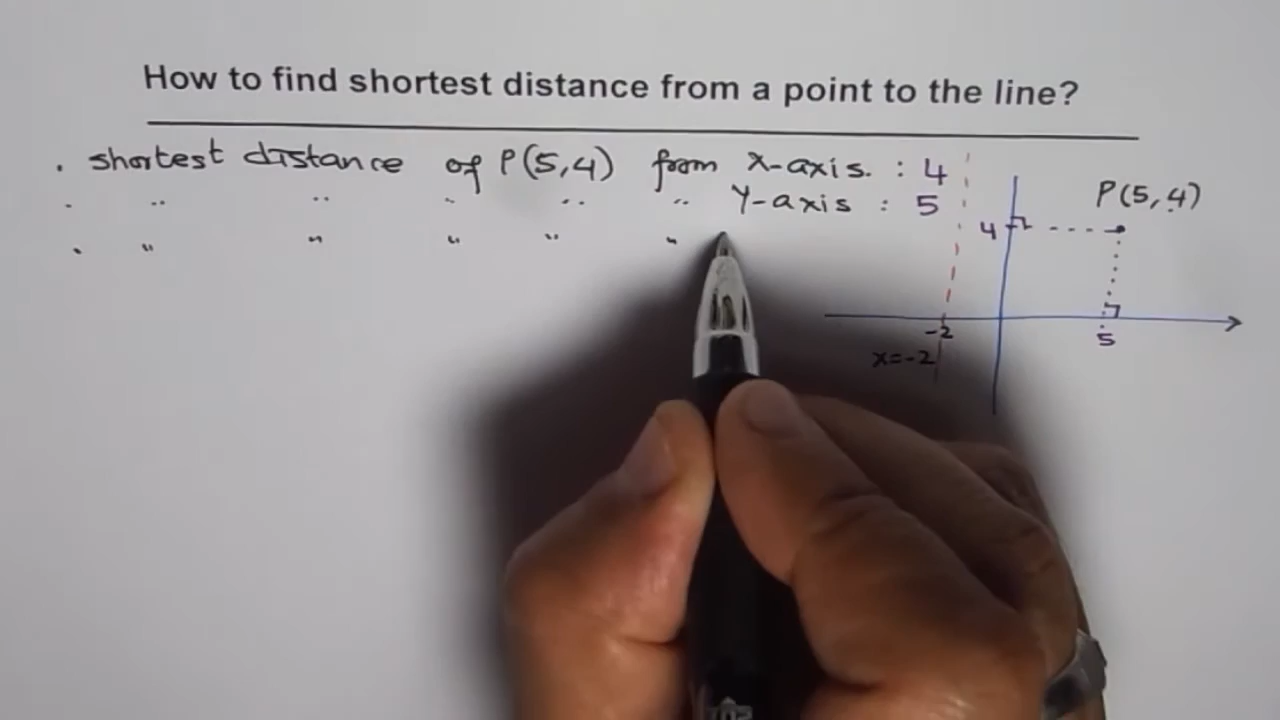 How to find shortest distance from a point to the line?
. shortest distance of P(5,4) from x-axis. : 4
. " " " " " Y-axis : 5
. " " " " "
P(5,4)
4
-2
5
x=-2